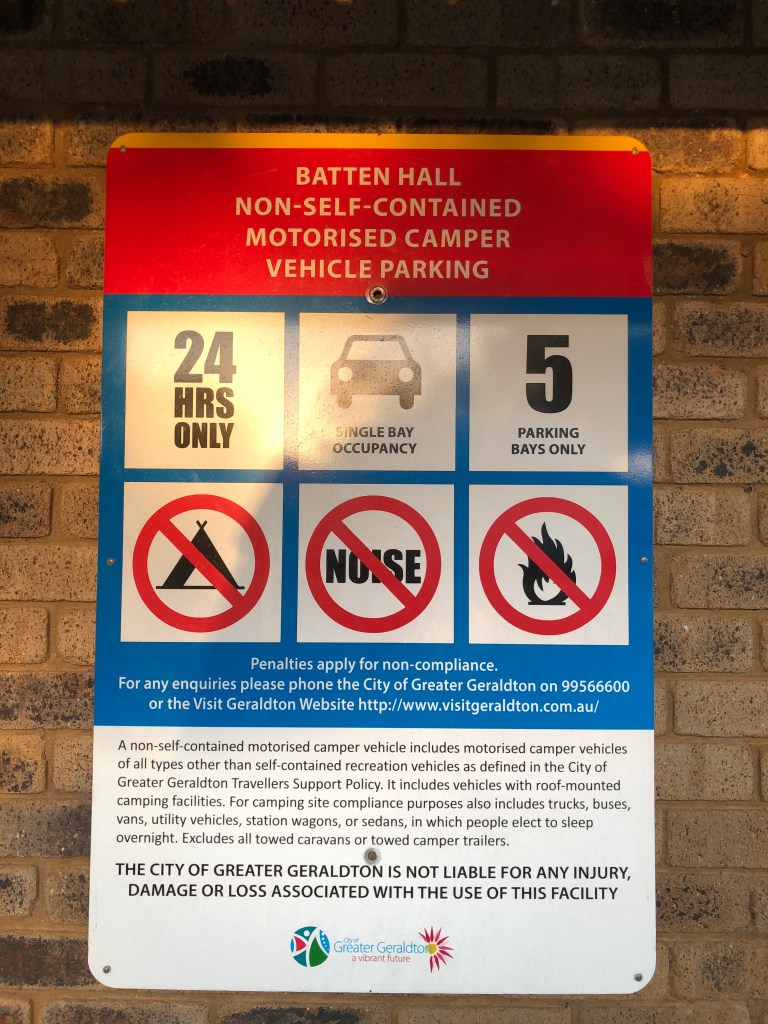 BATTEN HALL
NON-SELF-CONTAINED
MOTORISED CAMPER
VEHICLE PARKING
24
HRS
ONLY
SINGLE BAY
OCCUPANCY
5
PARKING
BAYS ONLY
NOISE
Penalties apply for non-compliance.
For any enquiries please phone the City of Greater Geraldton on 99566600
or the Visit Geraldton Website http://www.visitgeraldton.com.au/
A non-self-contained motorised camper vehicle includes motorised camper vehicles
of all types other than self-contained recreation vehicles as defined in the City of
Greater Geraldton Travellers Support Policy. It includes vehicles with roof-mounted
camping facilities. For camping site compliance purposes also includes trucks, buses,
vans, utility vehicles, station wagons, or sedans, in which people elect to sleep
overnight. Excludes all towed caravans or towed camper trailers.
THE CITY OF GREATER GERALDTON IS NOT LIABLE FOR ANY INJURY,
DAMAGE OR LOSS ASSOCIATED WITH THE USE OF THIS FACILITY
City of
Greater Geraldton
a vibrant future